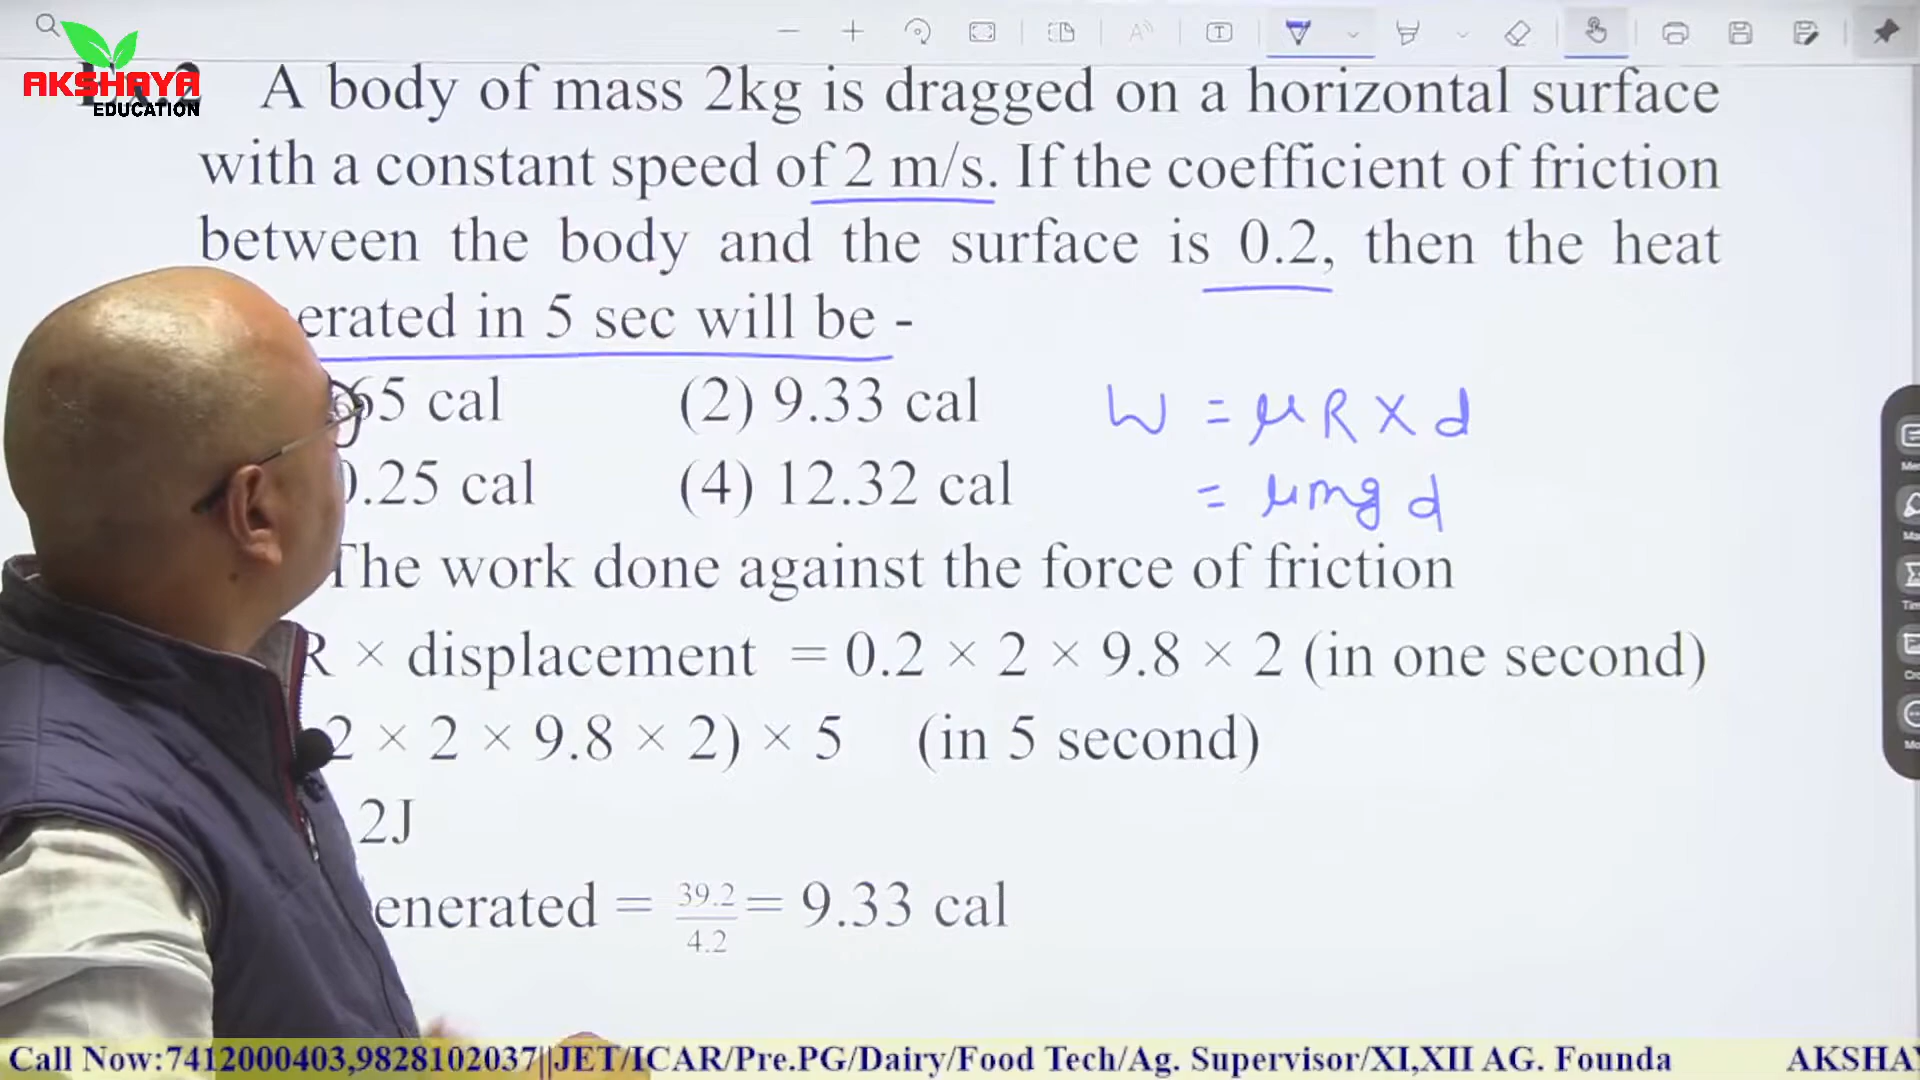 AKSHAYA
EDUCATION
A body of mass 2kg is dragged on a horizontal surface
with a constant speed of 2 m/s. If the coefficient of friction
between the body and the surface is 0.2, then the heat
erated in 5 sec will be -
65 cal (2) 9.33 cal
.25 cal (4) 12.32 cal
W = μR × d
= μmg d
The work done against the force of friction
R × displacement = 0.2 × 2 × 9.8 × 2 (in one second)
2 × 2 × 9.8 × 2) × 5 (in 5 second)
2J
enerated = 39.2/4.2 = 9.33 cal
Call Now:7412000403,9828102037||JET/ICAR/Pre.PG/Dairy/Food Tech/Ag. Supervisor/XI,XII AG. Founda AKSHA